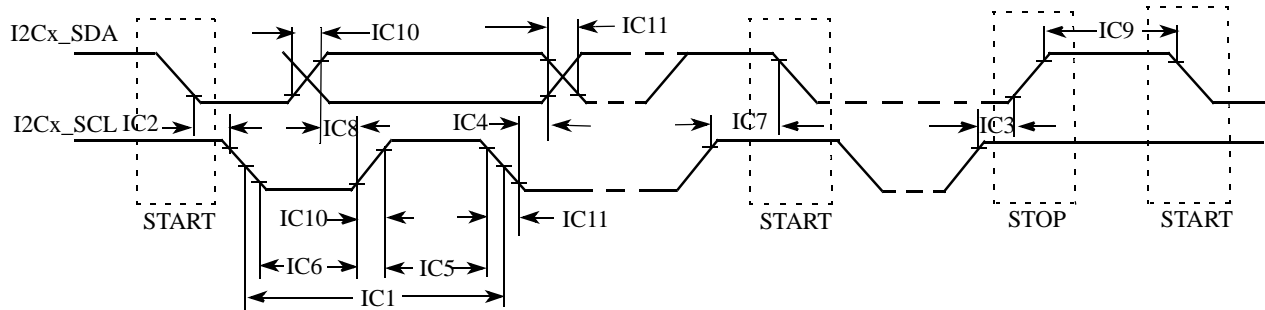 I2Cx_SDA
IC10
IC11
IC9
I2Cx_SCL
IC2
IC8
IC4
IC7
IC3
START
IC10
IC11
START
STOP
START
IC6
IC5
IC1